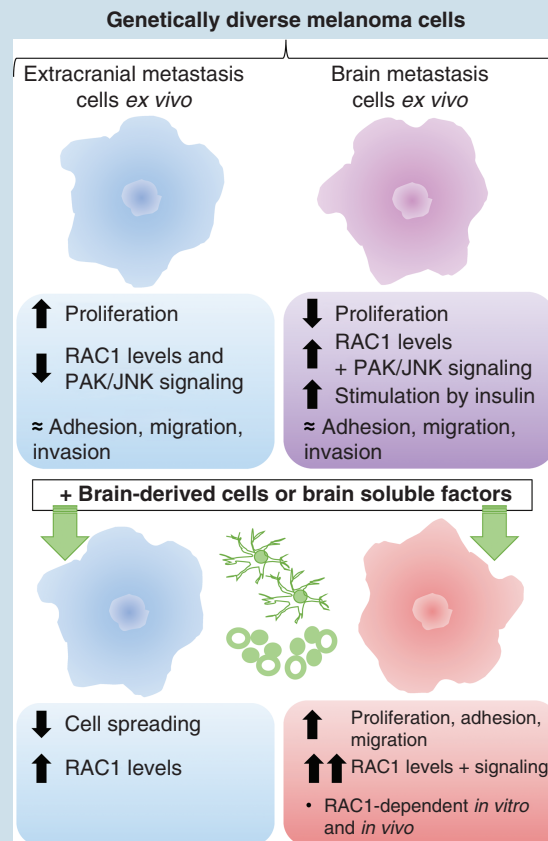 Genetically diverse melanoma cells
Extracranial metastasis
cells ex vivo
Brain metastasis
cells ex vivo
Proliferation
RAC1 levels and
PAK/JNK signaling
≈ Adhesion, migration,
invasion
Proliferation
RAC1 levels
+ PAK/JNK signaling
Stimulation by insulin
≈ Adhesion, migration,
invasion
+ Brain-derived cells or brain soluble factors
Cell spreading
RAC1 levels
Proliferation, adhesion,
migration
RAC1 levels + signaling
• RAC1-dependent in vitro
and in vivo